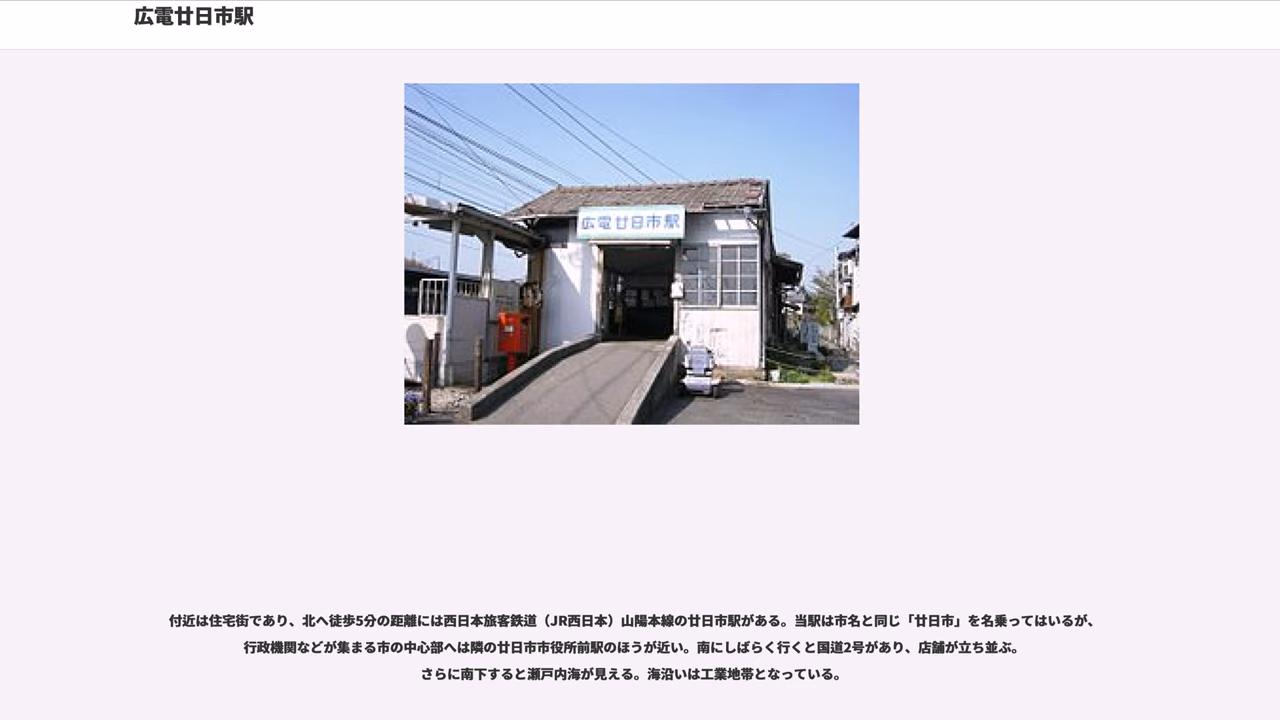 広電廿日市駅
広電廿日市駅
付近は住宅街であり、北へ徒歩5分の距離には西日本旅客鉄道（JR西日本）山陽本線の廿日市駅がある。当駅は市名と同じ「廿日市」を名乗ってはいるが、
行政機関などが集まる市の中心部へは隣の廿日市市役所前駅のほうが近い。南にしばらく行くと国道2号があり、店舗が立ち並ぶ。
さらに南下すると瀬戸内海が見える。海沿いは工業地帯となっている。